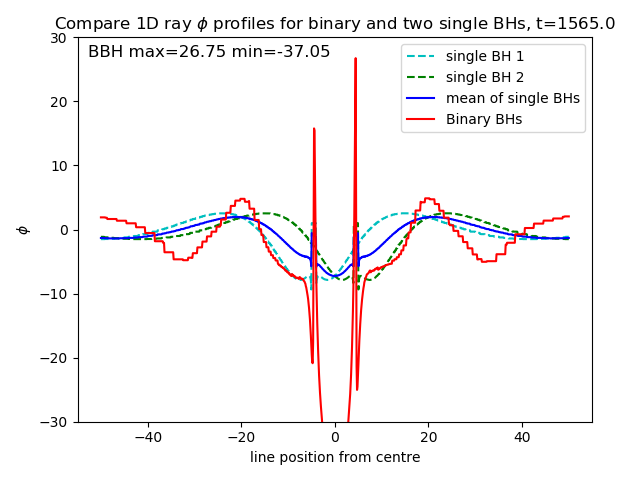 Compare 1D ray ϕ profiles for binary and two single BHs, t=1565.0
BBH max=26.75 min=-37.05
single BH 1
single BH 2
mean of single BHs
Binary BHs
30
20
10
0
−10
−20
−30
ϕ
−40
−20
0
20
40
line position from centre